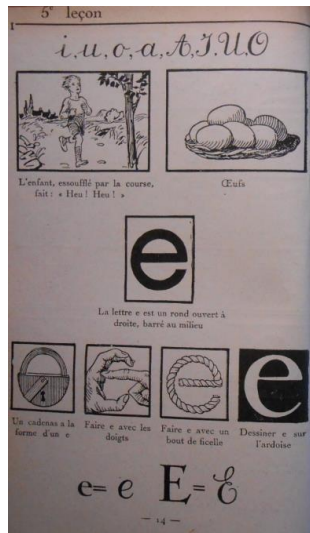 5e leçon
i, u, o, a, A, I, U, O
L'enfant, essoufflé par la course,
fait : « Heu ! Heu ! »
Œufs
e
La lettre e est un rond ouvert à
droite, barré au milieu
Un cadenas a la
forme d'un e
Faire e avec les
doigts
Faire e avec un
bout de ficelle
Dessiner e sur
l'ardoise
e
e = e E = E
— 14 —